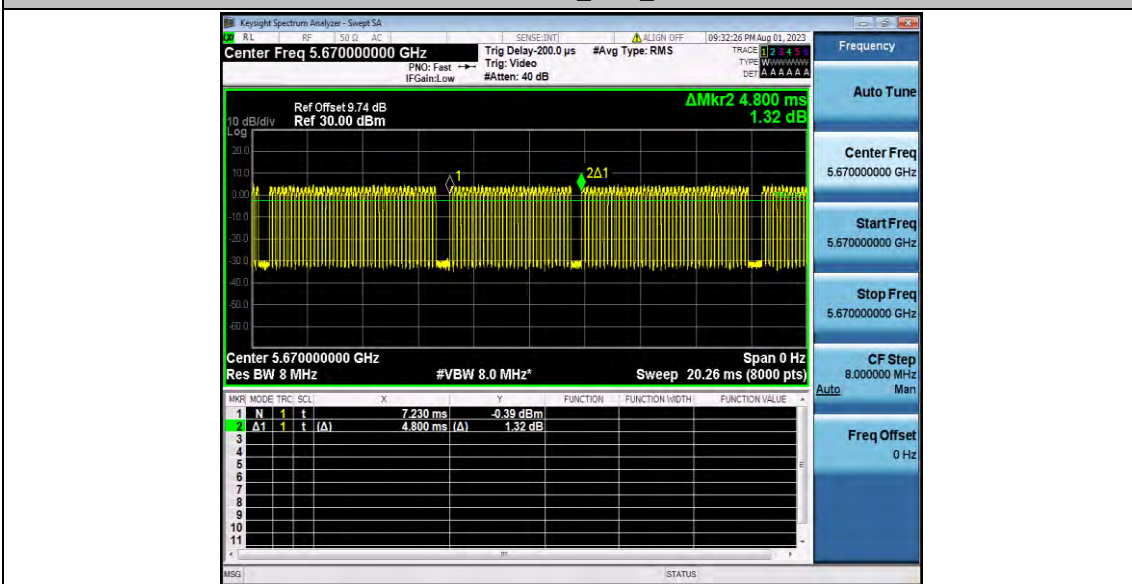 Keysight Spectrum Analyzer - Swept SA
RL RF 50 Ω AC SENSE:INT ALIGN OFF 09:32:26 PM Aug 01, 2023
Center Freq 5.670000000 GHz
PNO: Fast
IFGain:Low
Trig Delay-200.0 µs
Trig: Video
#Atten: 40 dB
#Avg Type: RMS
TRACE 1 2 3 4 5 6
TYPE W
DET A A A A A A
Frequency
Auto Tune
Center Freq
5.670000000 GHz
Start Freq
5.670000000 GHz
Stop Freq
5.670000000 GHz
CF Step
8.000000 MHz
Auto Man
Freq Offset
0 Hz
Ref Offset 9.74 dB
Ref 30.00 dBm
10 dB/div
Log
ΔMkr2 4.800 ms
1.32 dB
20.0
10.0
0.00
-10.0
-20.0
-30.0
-40.0
-50.0
-60.0
1
2Δ1
Center 5.670000000 GHz Span 0 Hz
Res BW 8 MHz #VBW 8.0 MHz* Sweep 20.26 ms (8000 pts)
MKR MODE TRC SCL X Y FUNCTION FUNCTION WIDTH FUNCTION VALUE
1 N 1 t 7.230 ms -0.39 dBm
2 Δ1 1 t (Δ) 4.800 ms (Δ) 1.32 dB
3
4
5
6
7
8
9
10
11
MSG STATUS